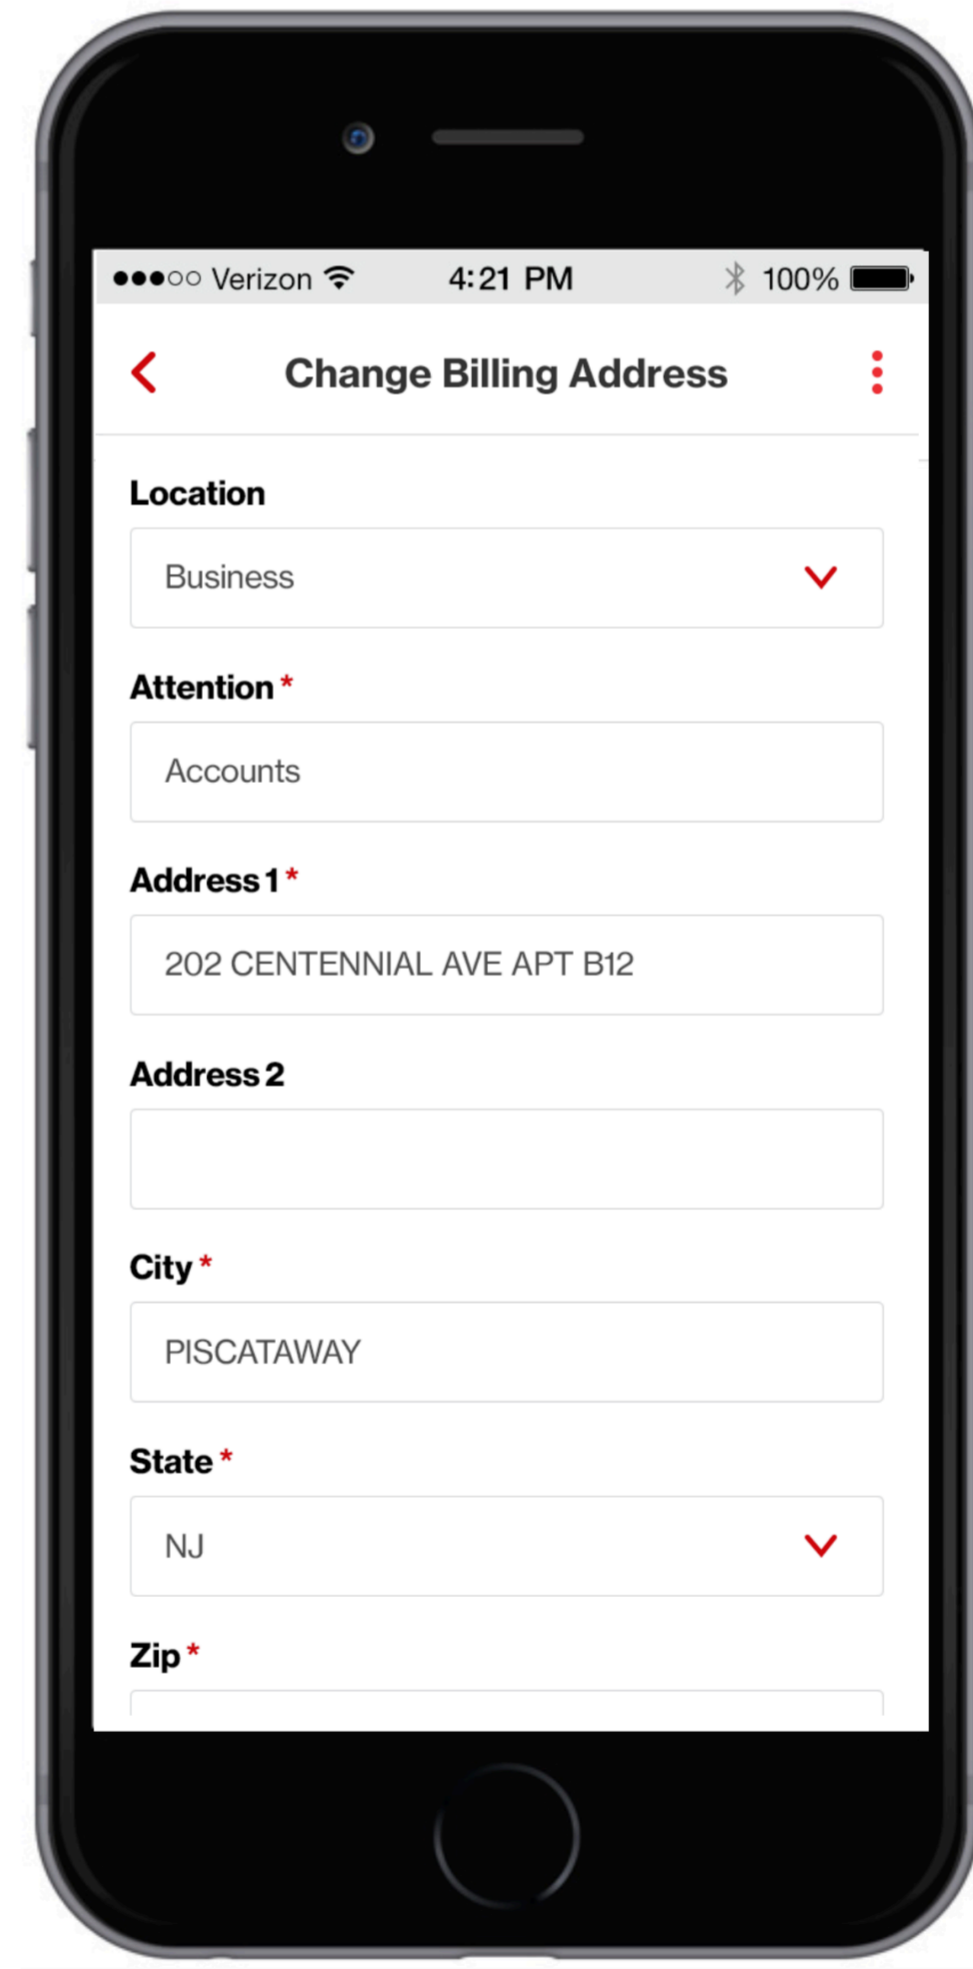 Verizon 4:21 PM 100%
Change Billing Address
Location
Business
Attention *
Accounts
Address 1 *
202 CENTENNIAL AVE APT B12
Address 2
City *
PISCATAWAY
State *
NJ
Zip *